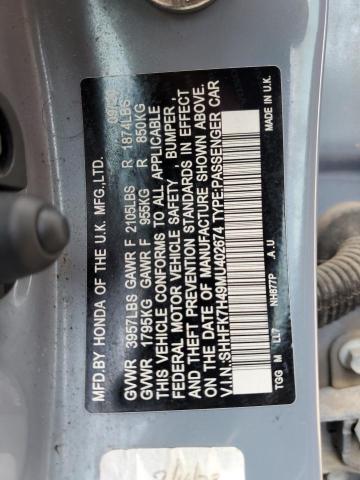 MFD.BY HONDA OF THE U.K. MFG.,LTD.
GVWR 3957LBS GAWR F 2105LBS R 1874LBS
GVWR 1795KG GAWR F 955KG R 850KG
THIS VEHICLE CONFORMS TO ALL APPLICABLE
FEDERAL MOTOR VEHICLE SAFETY, BUMPER,
AND THEFT PREVENTION STANDARDS IN EFFECT
ON THE DATE OF MANUFACTURE SHOWN ABOVE.
V.I.N.:SHHFK7H49MU402674 TYPE:PASSENGER CAR
NH877P A.U MADE IN U.K.
TGG M LL7